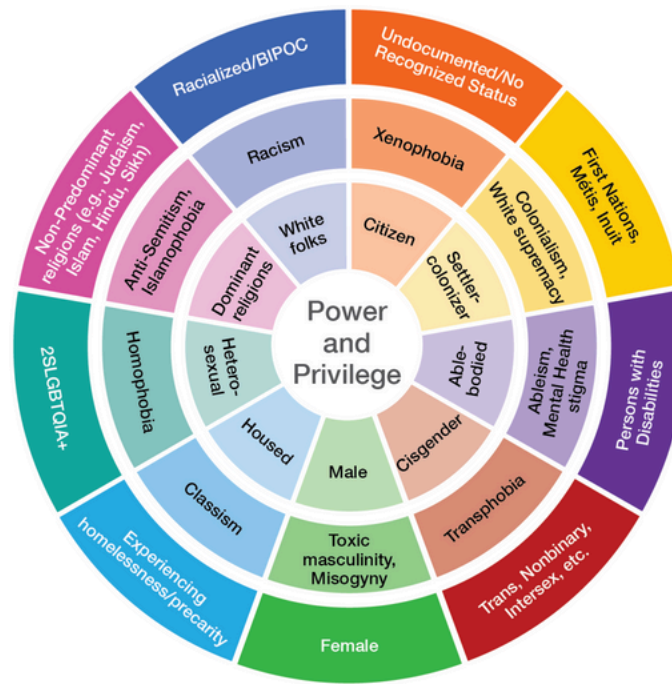 Power
and
Privilege
White
folks
Citizen
Settler-
colonizer
Able-
bodied
Cisgender
Male
Housed
Hetero-
sexual
Dominant
religions
Racism
Xenophobia
Colonialism,
White supremacy
Ableism,
Mental Health
stigma
Transphobia
Toxic
masculinity,
Misogyny
Classism
Homophobia
Anti-Semitism,
Islamophobia
Racialized/BIPOC
Undocumented/No
Recognized Status
First Nations,
Métis, Inuit
Persons with
Disabilities
Trans, Nonbinary,
Intersex, etc.
Female
Experiencing
homelessness/precarity
2SLGBTQIA+
Non-Predominant
religions (e.g., Judaism,
Islam, Hindu, Sikh)